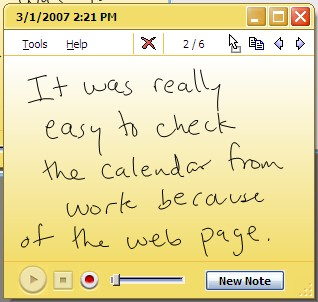 3/1/2007 2:21 PM
Tools Help 2 / 6
It was really
easy to check
the calendar from
work because
of the web page.
New Note